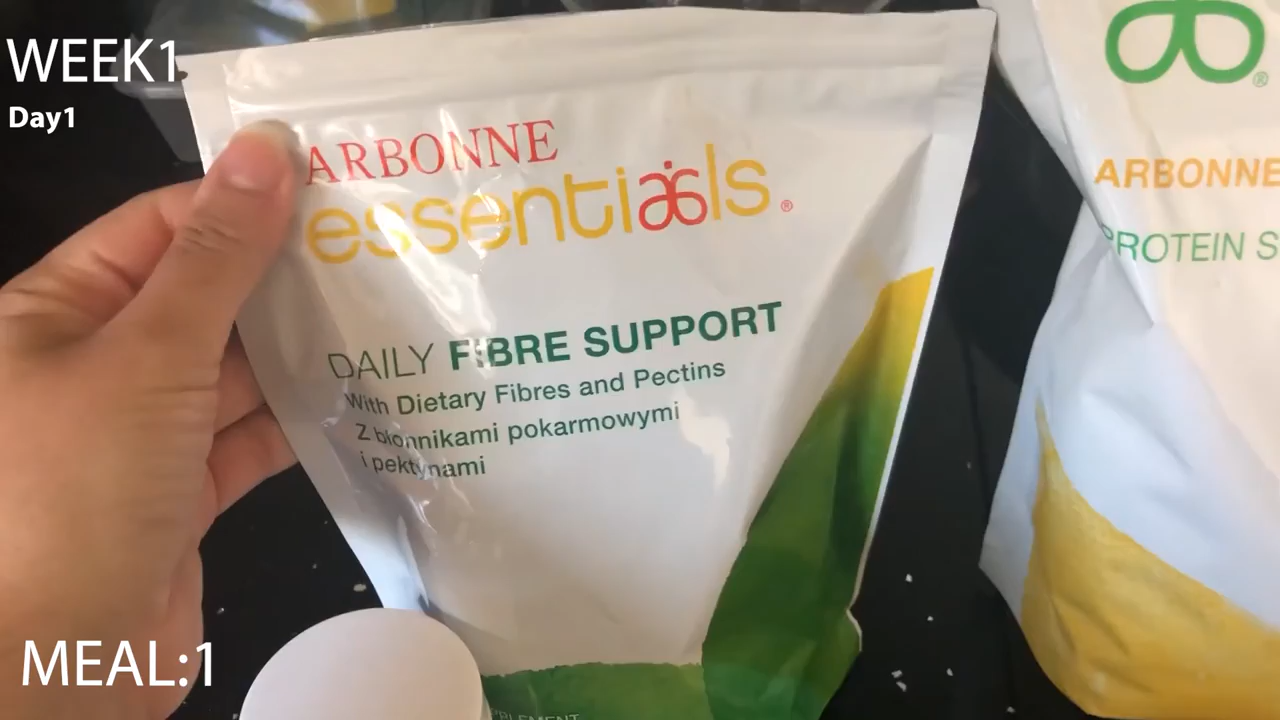 WEEK1
Day1
ARBONNE
essentials®
DAILY FIBRE SUPPORT
With Dietary Fibres and Pectins
Z błonnikami pokarmowymi
i pektynami
®
ARBONNE
PROTEIN S
MEAL:1